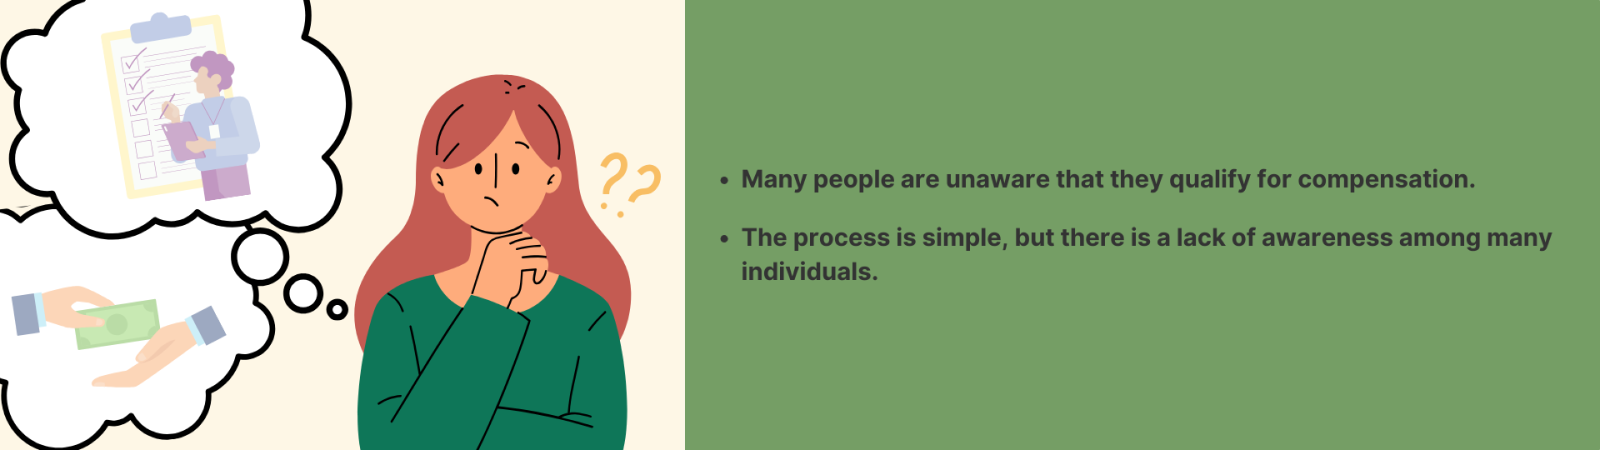 ??
• Many people are unaware that they qualify for compensation.
• The process is simple, but there is a lack of awareness among many
individuals.